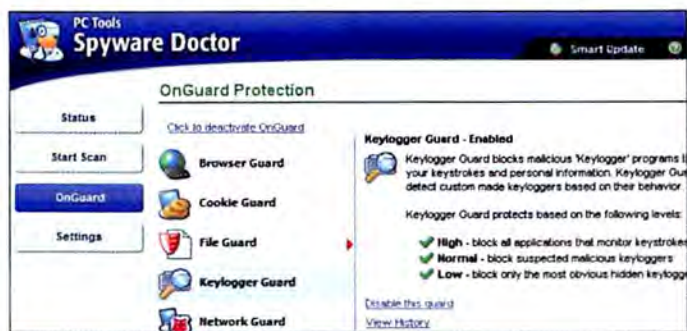 PC Tools
Spyware Doctor
Smart Update
OnGuard Protection
Status
Start Scan
OnGuard
Settings
Click to deactivate OnGuard
Browser Guard
Cookie Guard
File Guard
Keylogger Guard
Network Guard
Keylogger Guard - Enabled
Keylogger Guard blocks malicious 'Keylogger' programs
your keystrokes and personal information. Keylogger
detect custom made keyloggers based on their behavior.
Keylogger Guard protects based on the following levels:
High - block all applications that monitor keystrokes
Normal - block suspected malicious keyloggers
Low - block only the most obvious hidden
Disable this guard
View History